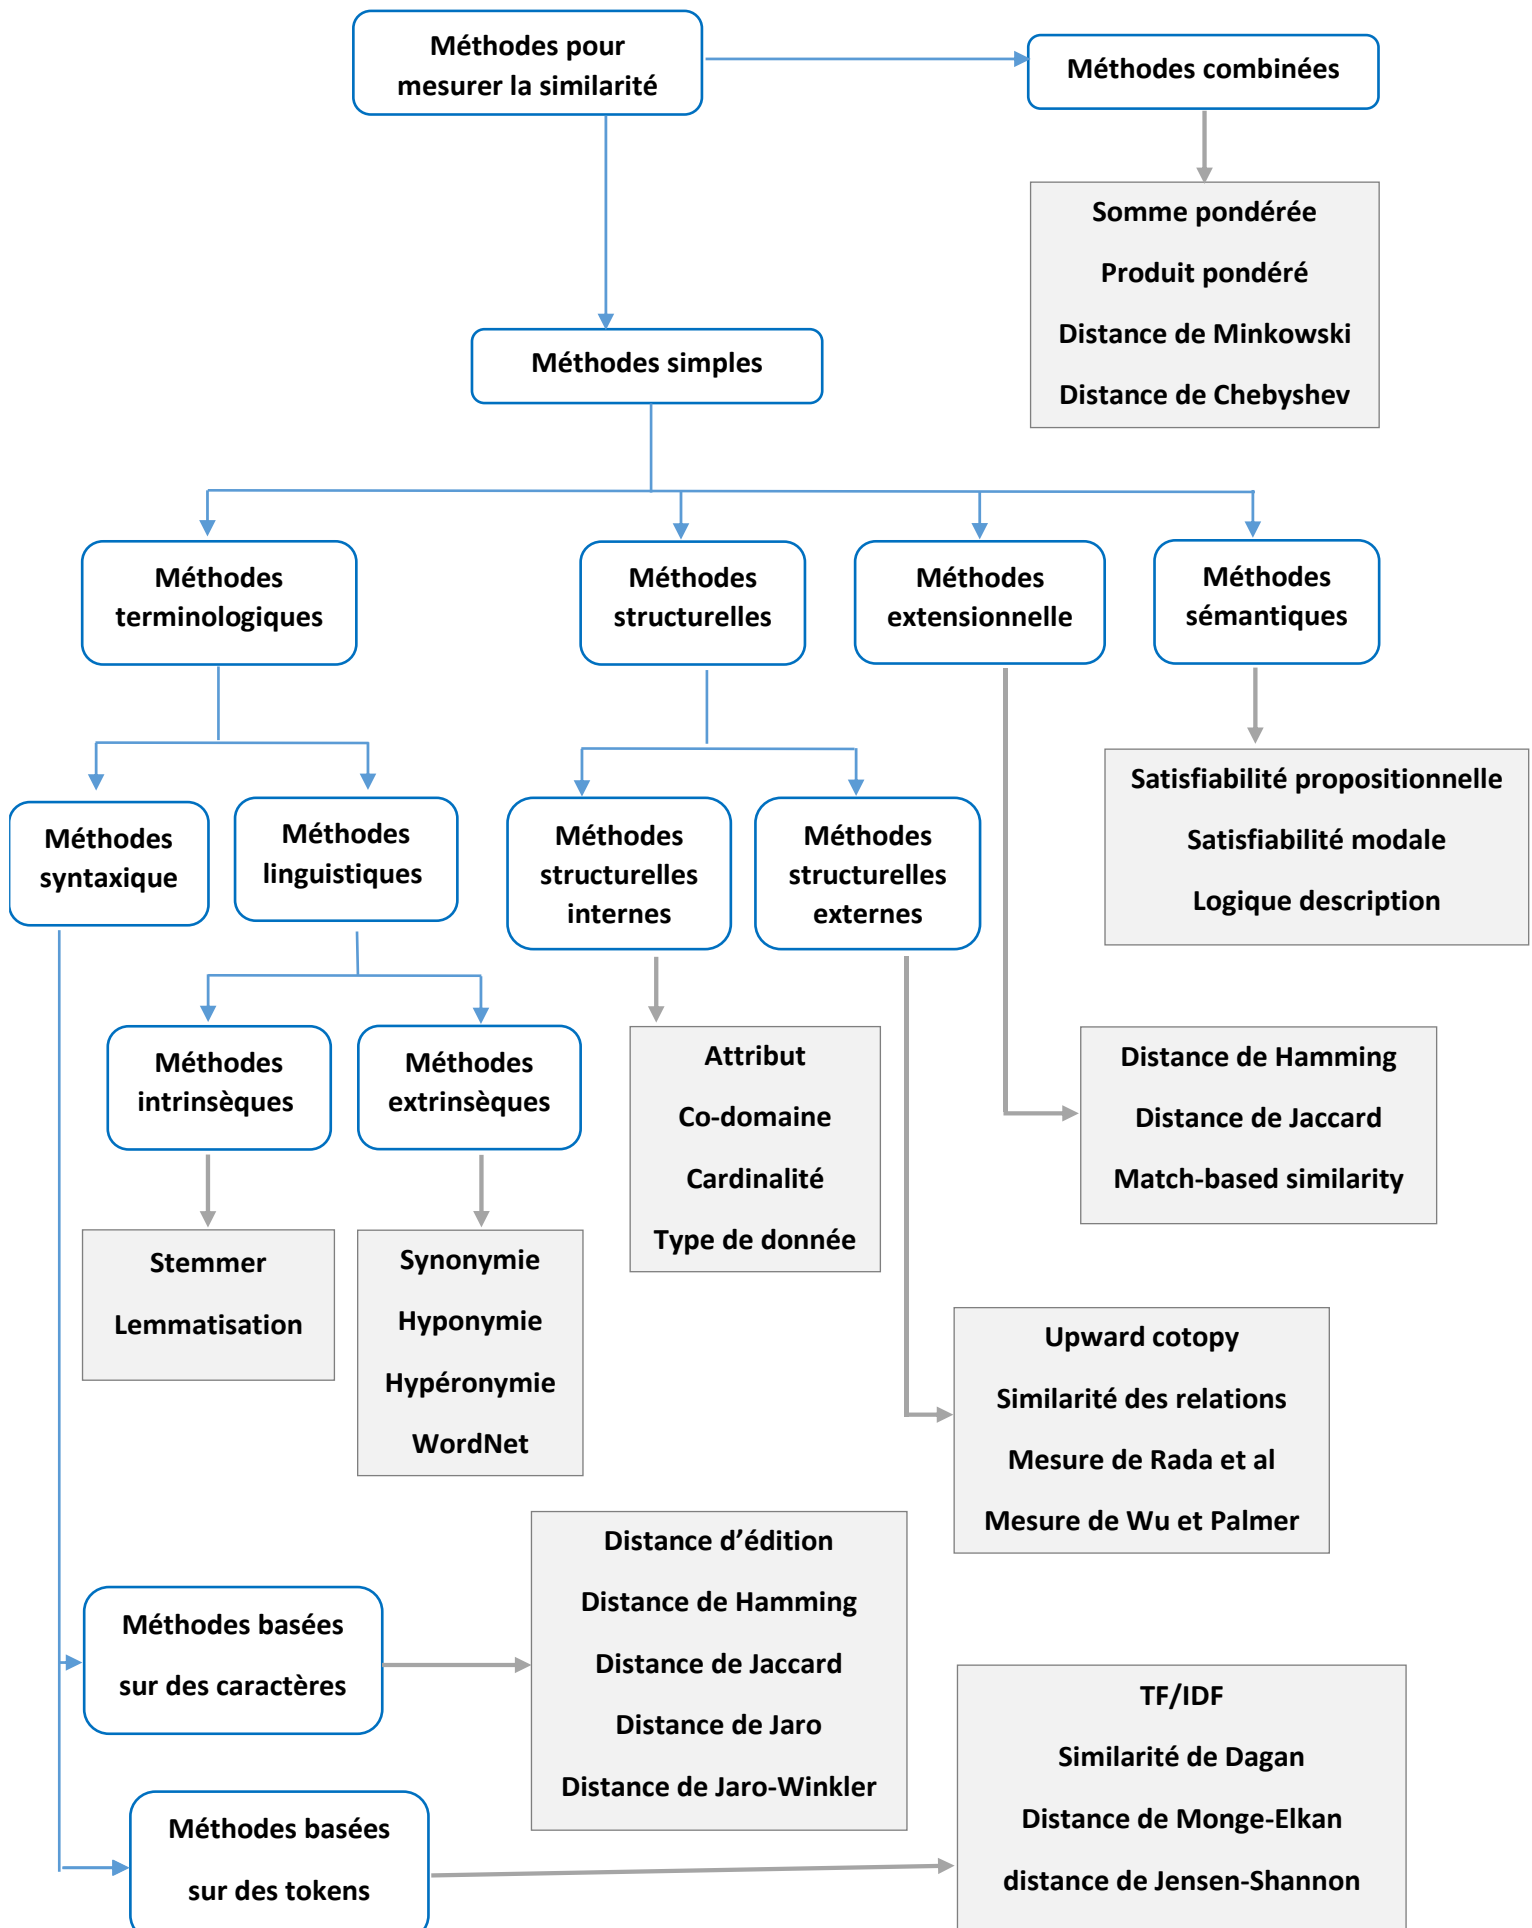 Méthodes pour
mesurer la similarité
Méthodes combinées
Somme pondérée
Produit pondéré
Distance de Minkowski
Distance de Chebyshev
Méthodes simples
Méthodes
terminologiques
Méthodes
structurelles
Méthodes
extensionnelle
Méthodes
sémantiques
Méthodes
syntaxique
Méthodes
linguistiques
Méthodes
structurelles
internes
Méthodes
structurelles
externes
Satisfiabilité propositionnelle
Satisfiabilité modale
Logique description
Méthodes
intrinsèques
Méthodes
extrinsèques
Attribut
Co-domaine
Cardinalité
Type de donnée
Distance de Hamming
Distance de Jaccard
Match-based similarity
Stemmer
Lemmatisation
Synonymie
Hyponymie
Hypéronymie
WordNet
Upward cotopy
Similarité des relations
Mesure de Rada et al
Mesure de Wu et Palmer
Méthodes basées
sur des caractères
Distance d’édition
Distance de Hamming
Distance de Jaccard
Distance de Jaro
Distance de Jaro-Winkler
Méthodes basées
sur des tokens
TF/IDF
Similarité de Dagan
Distance de Monge-Elkan
distance de Jensen-Shannon